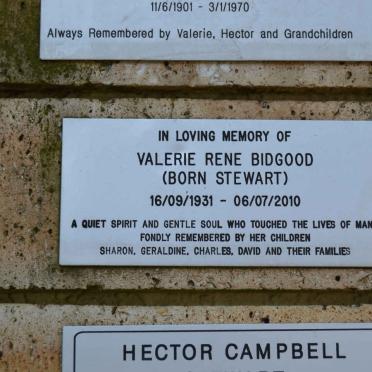 11/6/1901 - 3/1/1970
Always Remembered by Valerie, Hector and Grandchildren
IN LOVING MEMORY OF
VALERIE RENE BIDGOOD
(BORN STEWART)
16/09/1931 - 06/07/2010
A QUIET SPIRIT AND GENTLE SOUL WHO TOUCHED THE LIVES OF MAN
FONDLY REMEMBERED BY HER CHILDREN
SHARON, GERALDINE, CHARLES, DAVID AND THEIR FAMILIES
HECTOR CAMPBELL